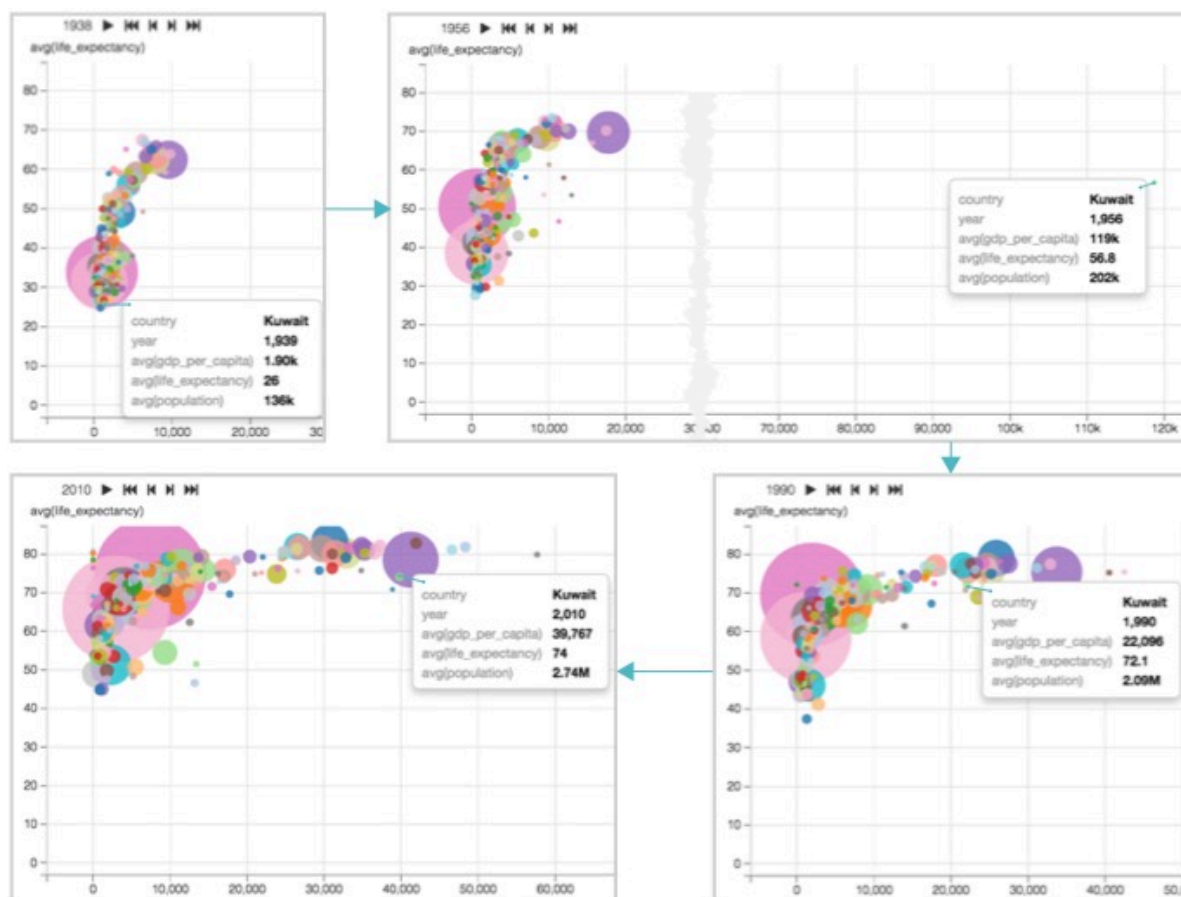 1938
avg(life_expectancy)
80
70
60
50
40
30
20
10
0
0 10,000 20,000
country Kuwait
year 1,939
avg(gdp_per_capita) 1.90k
avg(life_expectancy) 26
avg(population) 136k
1956
avg(life_expectancy)
80
70
60
50
40
30
20
10
0
0 10,000 20,000 70,000 80,000 90,000 100k 110k 120k
country Kuwait
year 1,956
avg(gdp_per_capita) 119k
avg(life_expectancy) 56.8
avg(population) 202k
2010
avg(life_expectancy)
80
70
60
50
40
30
20
10
0
0 10,000 20,000 30,000 40,000 50,000 60,000
country Kuwait
year 2,010
avg(gdp_per_capita) 39,767
avg(life_expectancy) 74
avg(population) 2.74M
1990
avg(life_expectancy)
80
70
60
50
40
30
20
10
0
0 10,000 20,000 30,000 40,000
country Kuwait
year 1,990
avg(gdp_per_capita) 22,096
avg(life_expectancy) 72.1
avg(population) 2.09M